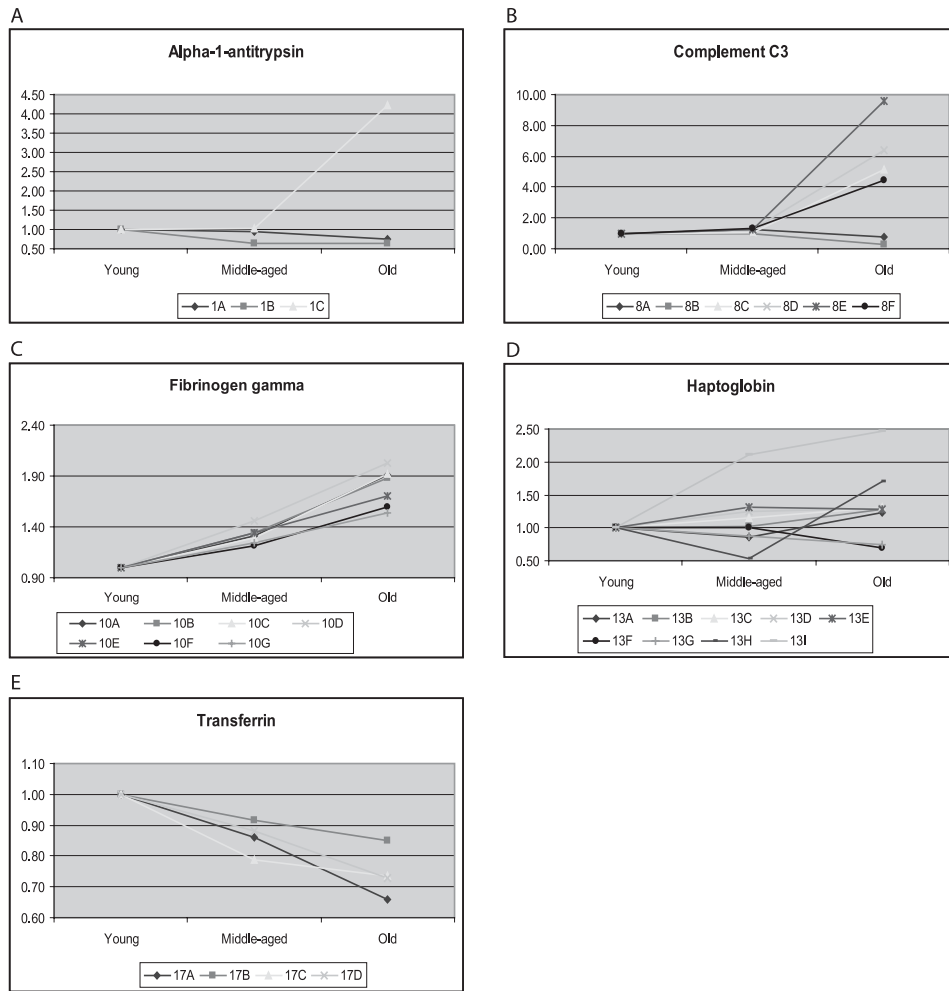 A
Alpha-1-antitrypsin
4.50
4.00
3.50
3.00
2.50
2.00
1.50
1.00
0.50
Young Middle-aged Old
1A 1B 1C
B
Complement C3
10.00
8.00
6.00
4.00
2.00
0.00
Young Middle-aged Old
8A 8B 8C 8D 8E 8F
C
Fibrinogen gamma
2.40
1.90
1.40
0.90
Young Middle-aged Old
10A 10B 10C 10D
10E 10F 10G
D
Haptoglobin
2.50
2.00
1.50
1.00
0.50
Young Middle-aged Old
13A 13B 13C 13D 13E
13F 13G 13H 13I
E
Transferrin
1.10
1.00
0.90
0.80
0.70
0.60
Young Middle-aged Old
17A 17B 17C 17D